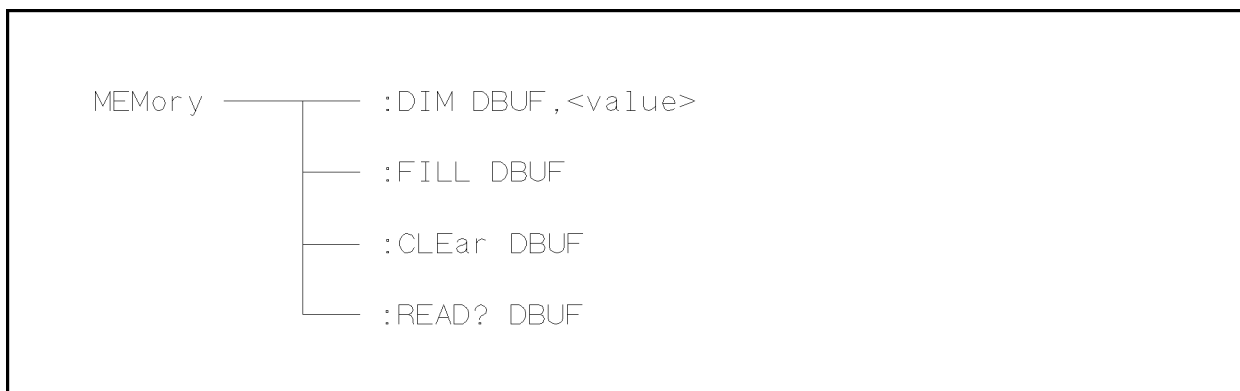 MEMory :DIM DBUF,<value>
:FILL DBUF
:CLEar DBUF
:READ? DBUF